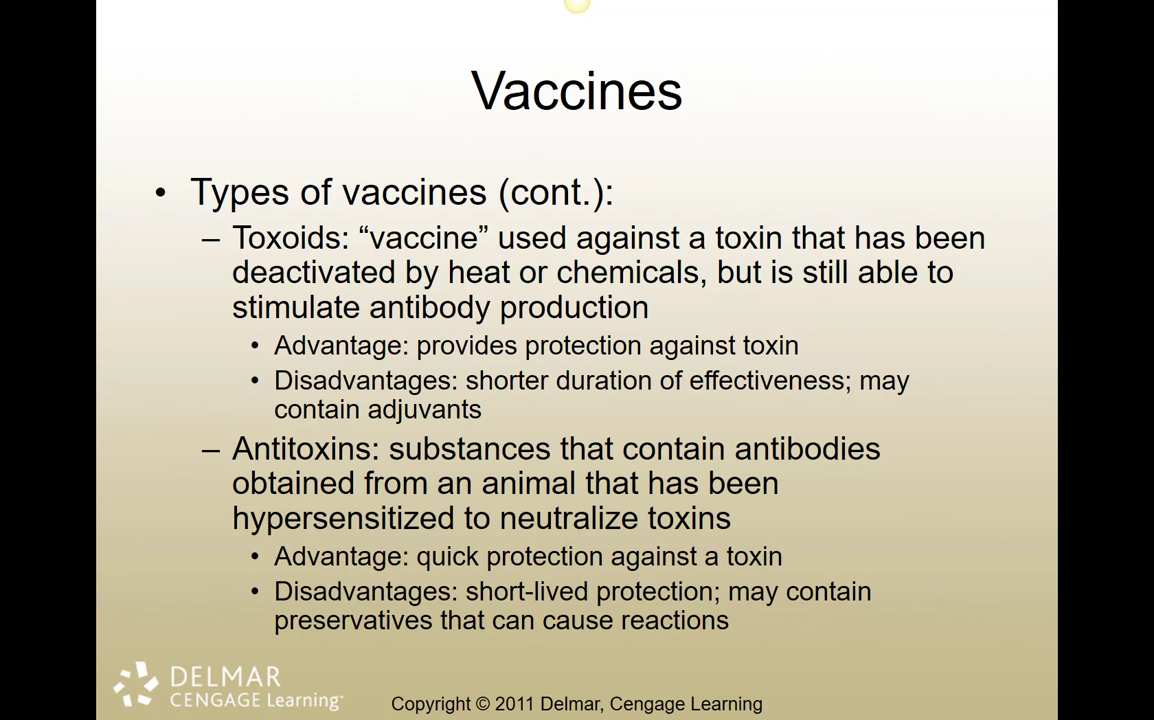 Vaccines
• Types of vaccines (cont.):
– Toxoids: “vaccine” used against a toxin that has been
deactivated by heat or chemicals, but is still able to
stimulate antibody production
• Advantage: provides protection against toxin
• Disadvantages: shorter duration of effectiveness; may
contain adjuvants
– Antitoxins: substances that contain antibodies
obtained from an animal that has been
hypersensitized to neutralize toxins
• Advantage: quick protection against a toxin
• Disadvantages: short-lived protection; may contain
preservatives that can cause reactions
DELMAR
CENGAGE Learning™
Copyright © 2011 Delmar, Cengage Learning